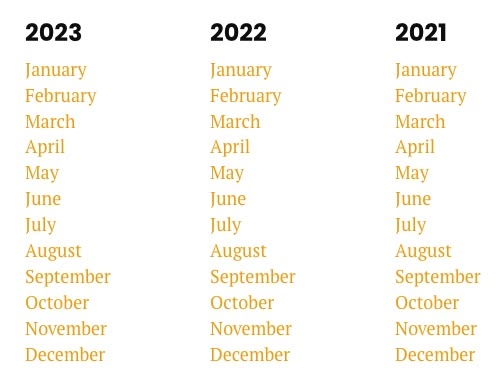 2023
January
February
March
April
May
June
July
August
September
October
November
December
2022
January
February
March
April
May
June
July
August
September
October
November
December
2021
January
February
March
April
May
June
July
August
September
October
November
December